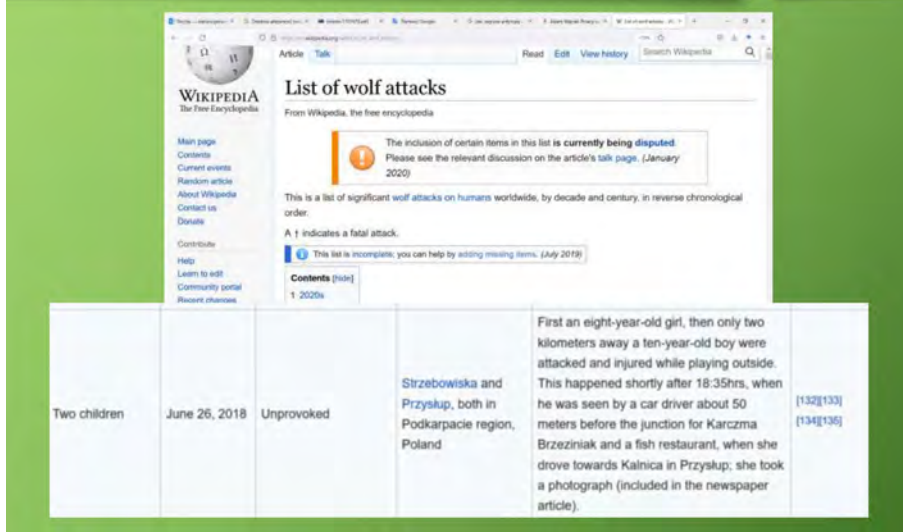 Article Talk
Read Edit View history Search Wikipedia
WIKIPEDIA
The Free Encyclopedia
List of wolf attacks
From Wikipedia, the free encyclopedia
Main page
Contents
Current events
Random article
About Wikipedia
Contact us
Donate
Contribute
Help
Learn to edit
Community portal
Recent changes
The inclusion of certain items in this list is currently being disputed.
Please see the relevant discussion on the article's talk page. (January
2020)
This is a list of significant wolf attacks on humans worldwide, by decade and century, in reverse chronological
order.
A † indicates a fatal attack.
This list is incomplete; you can help by adding missing items. (July 2019)
Contents [hide]
1 2020s
Two children
June 26, 2018
Unprovoked
Strzebowiska and
Przysłup, both in
Podkarpacie region,
Poland
First an eight-year-old girl, then only two
kilometers away a ten-year-old boy were
attacked and injured while playing outside.
This happened shortly after 18:35hrs, when
he was seen by a car driver about 50
meters before the junction for Karczma
Brzeziniak and a fish restaurant, when she
drove towards Kalnica in Przysłup; she took
a photograph (included in the newspaper
article).
[132][133]
[134][135]